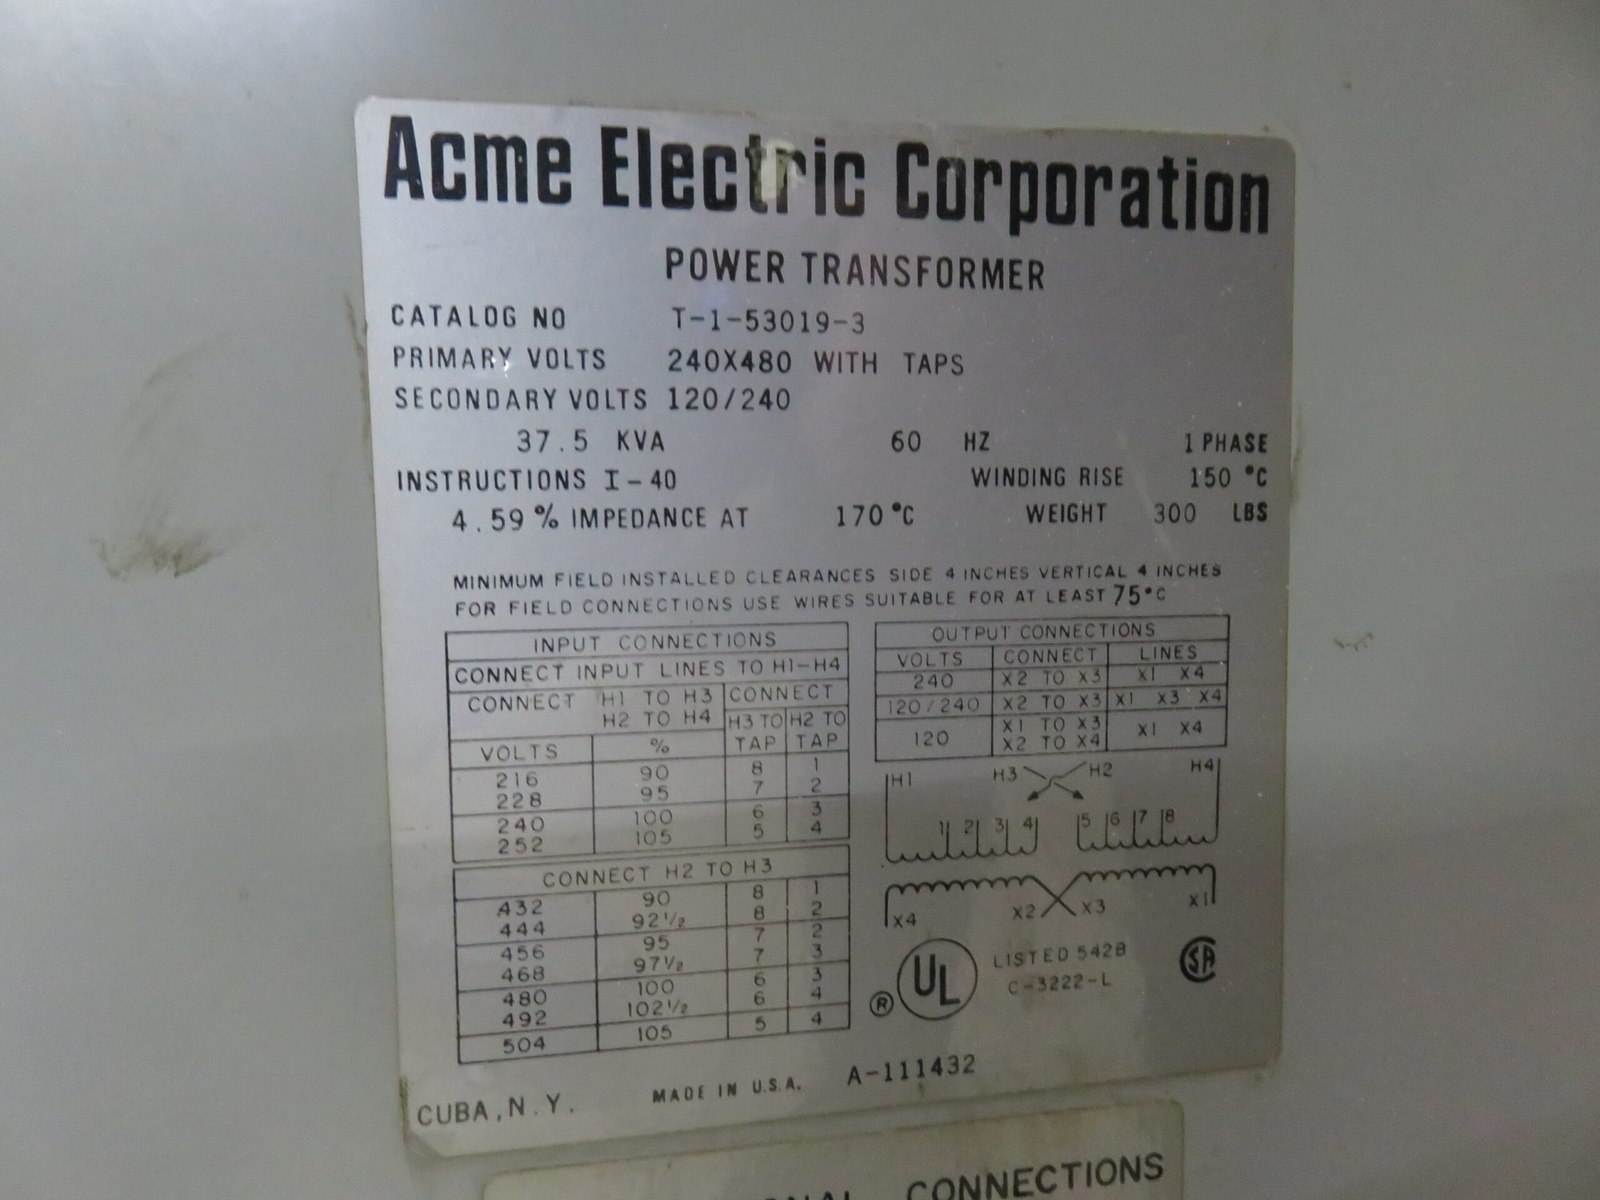 Acme Electric Corporation
POWER TRANSFORMER
CATALOG NO T-1-53019-3
PRIMARY VOLTS 240X480 WITH TAPS
SECONDARY VOLTS 120/240
37.5 KVA 60 HZ 1 PHASE
INSTRUCTIONS I-40 WINDING RISE 150 °C
4.59 % IMPEDANCE AT 170 °C WEIGHT 300 LBS
MINIMUM FIELD INSTALLED CLEARANCES SIDE 4 INCHES VERTICAL 4 INCHES
FOR FIELD CONNECTIONS USE WIRES SUITABLE FOR AT LEAST 75°C
INPUT CONNECTIONS
CONNECT INPUT LINES TO H1-H4
CONNECT H1 TO H3 CONNECT
H2 TO H4 H3 TO H2 TO
VOLTS % TAP TAP
216 90 8 1
228 95 7 2
240 100 6 3
252 105 5 4
CONNECT H2 TO H3
432 90 8 1
444 92 1/2 8 2
456 95 7 2
468 97 1/2 7 3
480 100 6 3
492 102 1/2 6 4
504 105 5 4
OUTPUT CONNECTIONS
VOLTS CONNECT LINES
240 X2 TO X3 X1 X4
120/240 X2 TO X3 X1 X3 X4
120 X1 TO X3 X1 X4
X2 TO X4
H1 H3 H2 H4
1 2 3 4 5 6 7 8
X4 X2 X3 X1
® UL LISTED 542B SA
C-3222-L
CUBA, N.Y. MADE IN U.S.A. A-111432
CONNECTIONS